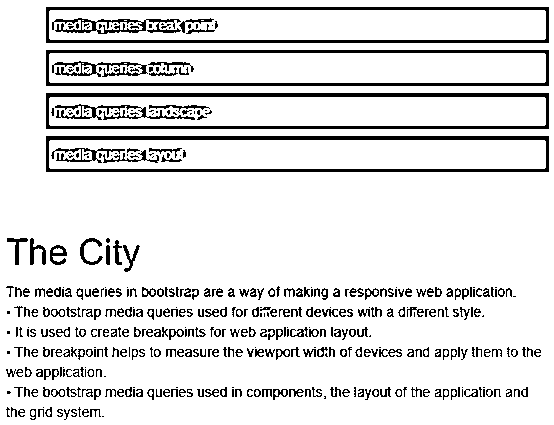 media queries break point
media queries column
media queries landscape
media queries layout
The City
The media queries in bootstrap are a way of making a responsive web application.
• The bootstrap media queries used for different devices with a different style.
• It is used to create breakpoints for web application layout.
• The breakpoint helps to measure the viewport width of devices and apply them to the
web application.
• The bootstrap media queries used in components, the layout of the application and
the grid system.